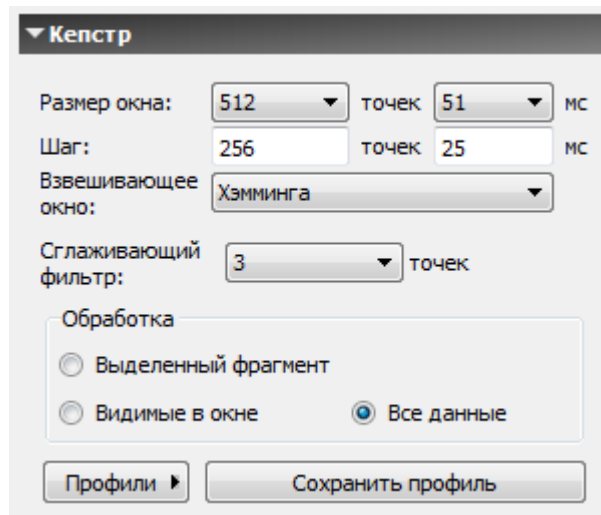 Кепстр
Размер окна: 512 точек 51 мс
Шаг: 256 точек 25 мс
Взвешивающее
окно: Хэмминга
Сглаживающий
фильтр: 3 точек
Обработка
Выделенный фрагмент
Видимые в окне Все данные
Профили Сохранить профиль